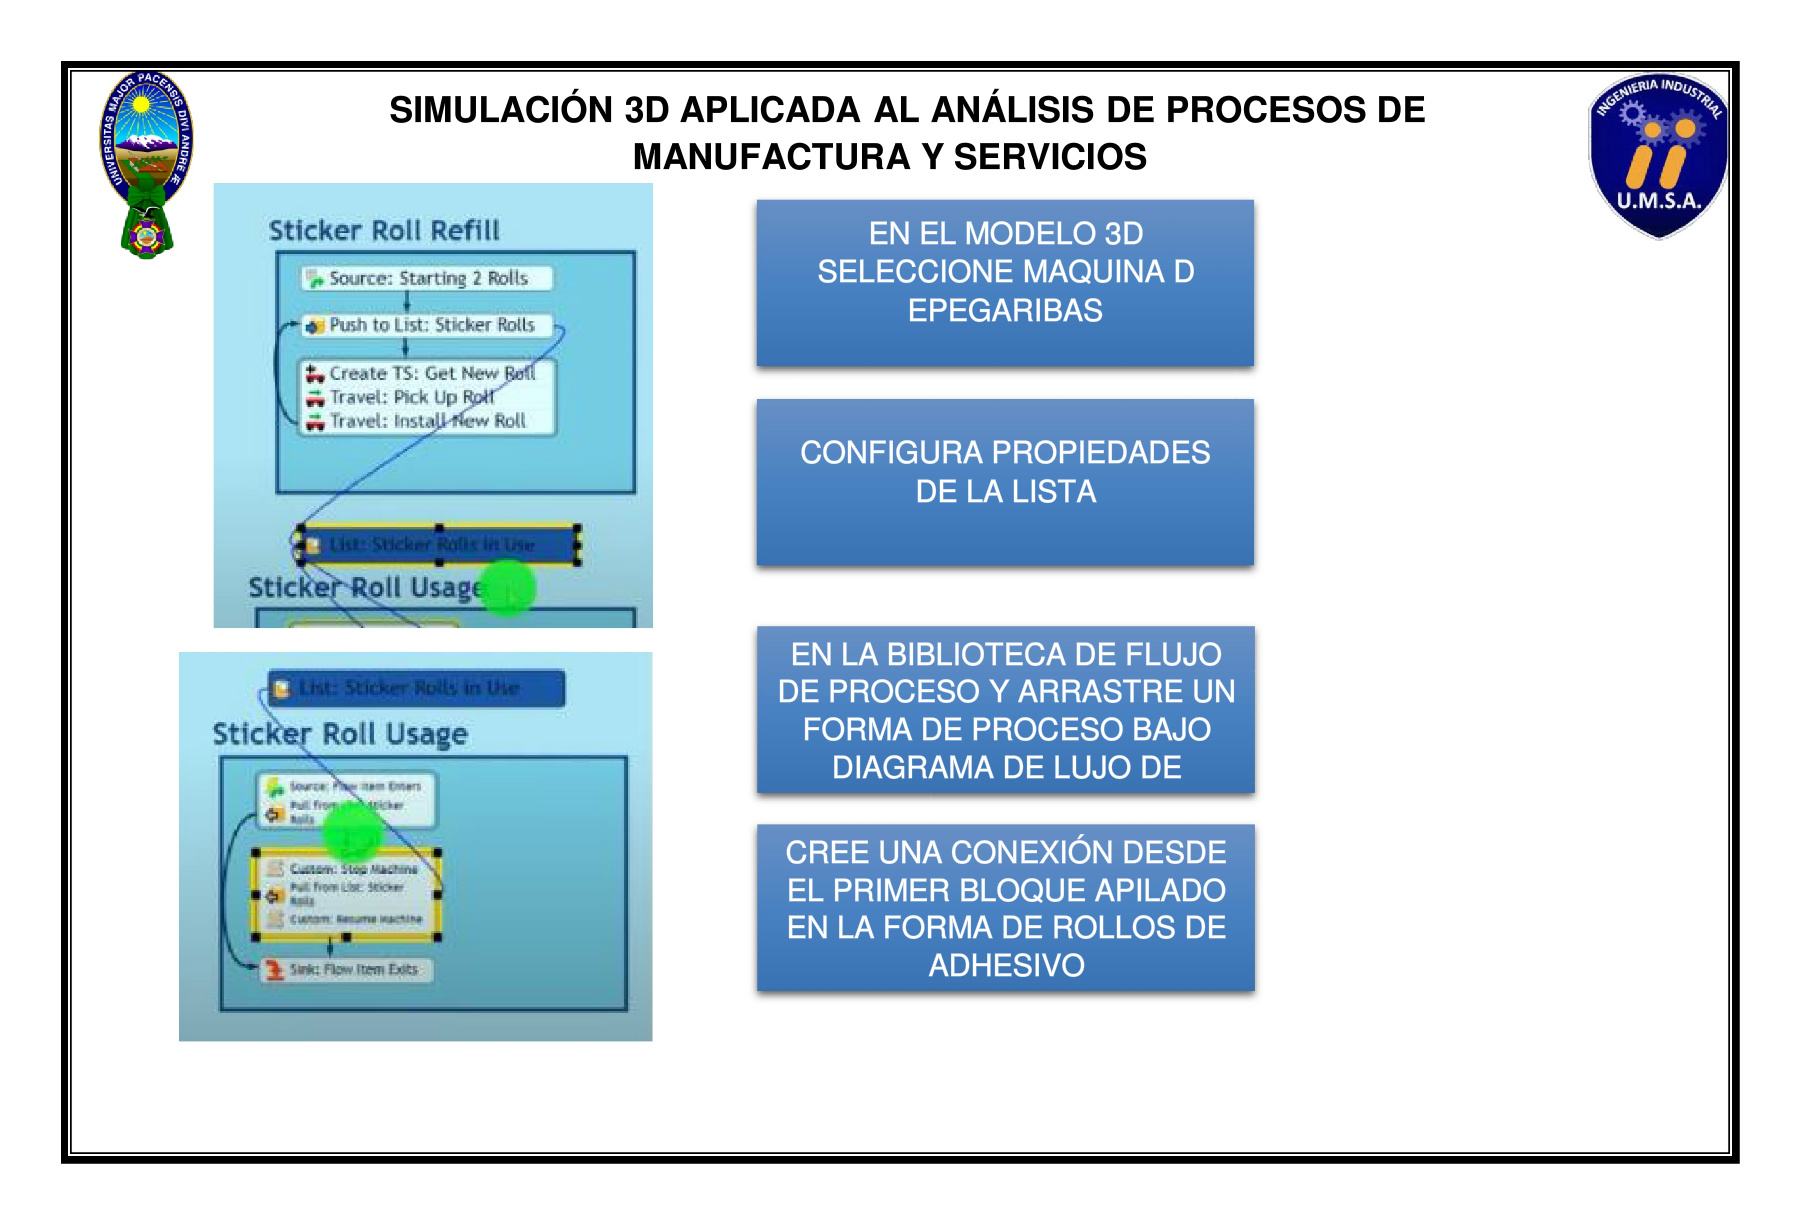 SIMULACIÓN 3D APLICADA AL ANÁLISIS DE PROCESOS DE
MANUFACTURA Y SERVICIOS
UNIVERSITAS MAJOR PACENSIS DIVI ANDRE Æ
INGENIERIA INDUSTRIAL
U.M.S.A.
Sticker Roll Refill
Source: Starting 2 Rolls
Push to List: Sticker Rolls
Create TS: Get New Roll
Travel: Pick Up Roll
Travel: Install New Roll
List: Sticker Rolls in Use
Sticker Roll Usage
List: Sticker Rolls in Use
Sticker Roll Usage
Source: Flow Item Enters
Pull from List: Sticker
Rolls
Custom: Stop Machine
Pull from List: Sticker
Rolls
Custom: Resume Machine
Sink: Flow Item Exits
EN EL MODELO 3D
SELECCIONE MAQUINA D
EPEGARIBAS
CONFIGURA PROPIEDADES
DE LA LISTA
EN LA BIBLIOTECA DE FLUJO
DE PROCESO Y ARRASTRE UN
FORMA DE PROCESO BAJO
DIAGRAMA DE LUJO DE
CREE UNA CONEXIÓN DESDE
EL PRIMER BLOQUE APILADO
EN LA FORMA DE ROLLOS DE
ADHESIVO